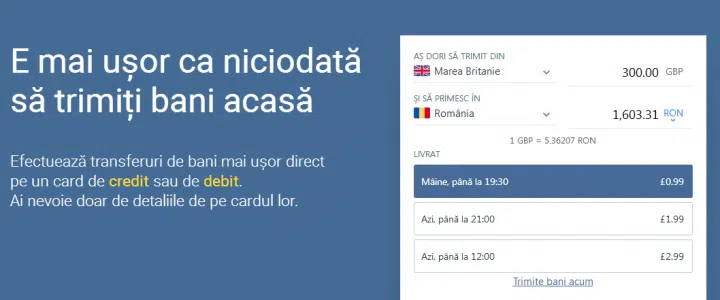 E mai ușor ca niciodată
să trimiți bani acasă
Efectuează transferuri de bani mai ușor direct
pe un card de credit sau de debit.
Ai nevoie doar de detaliile de pe cardul lor.
AȘ DORI SĂ TRIMIT DIN
Marea Britanie 300.00 GBP
ȘI SĂ PRIMESC ÎN
România 1,603.31 RON
1 GBP = 5.36207 RON
LIVRAT
Mâine, până la 19:30 £0.99
Azi, până la 21:00 £1.99
Azi, până la 12:00 £2.99
Trimite bani acum